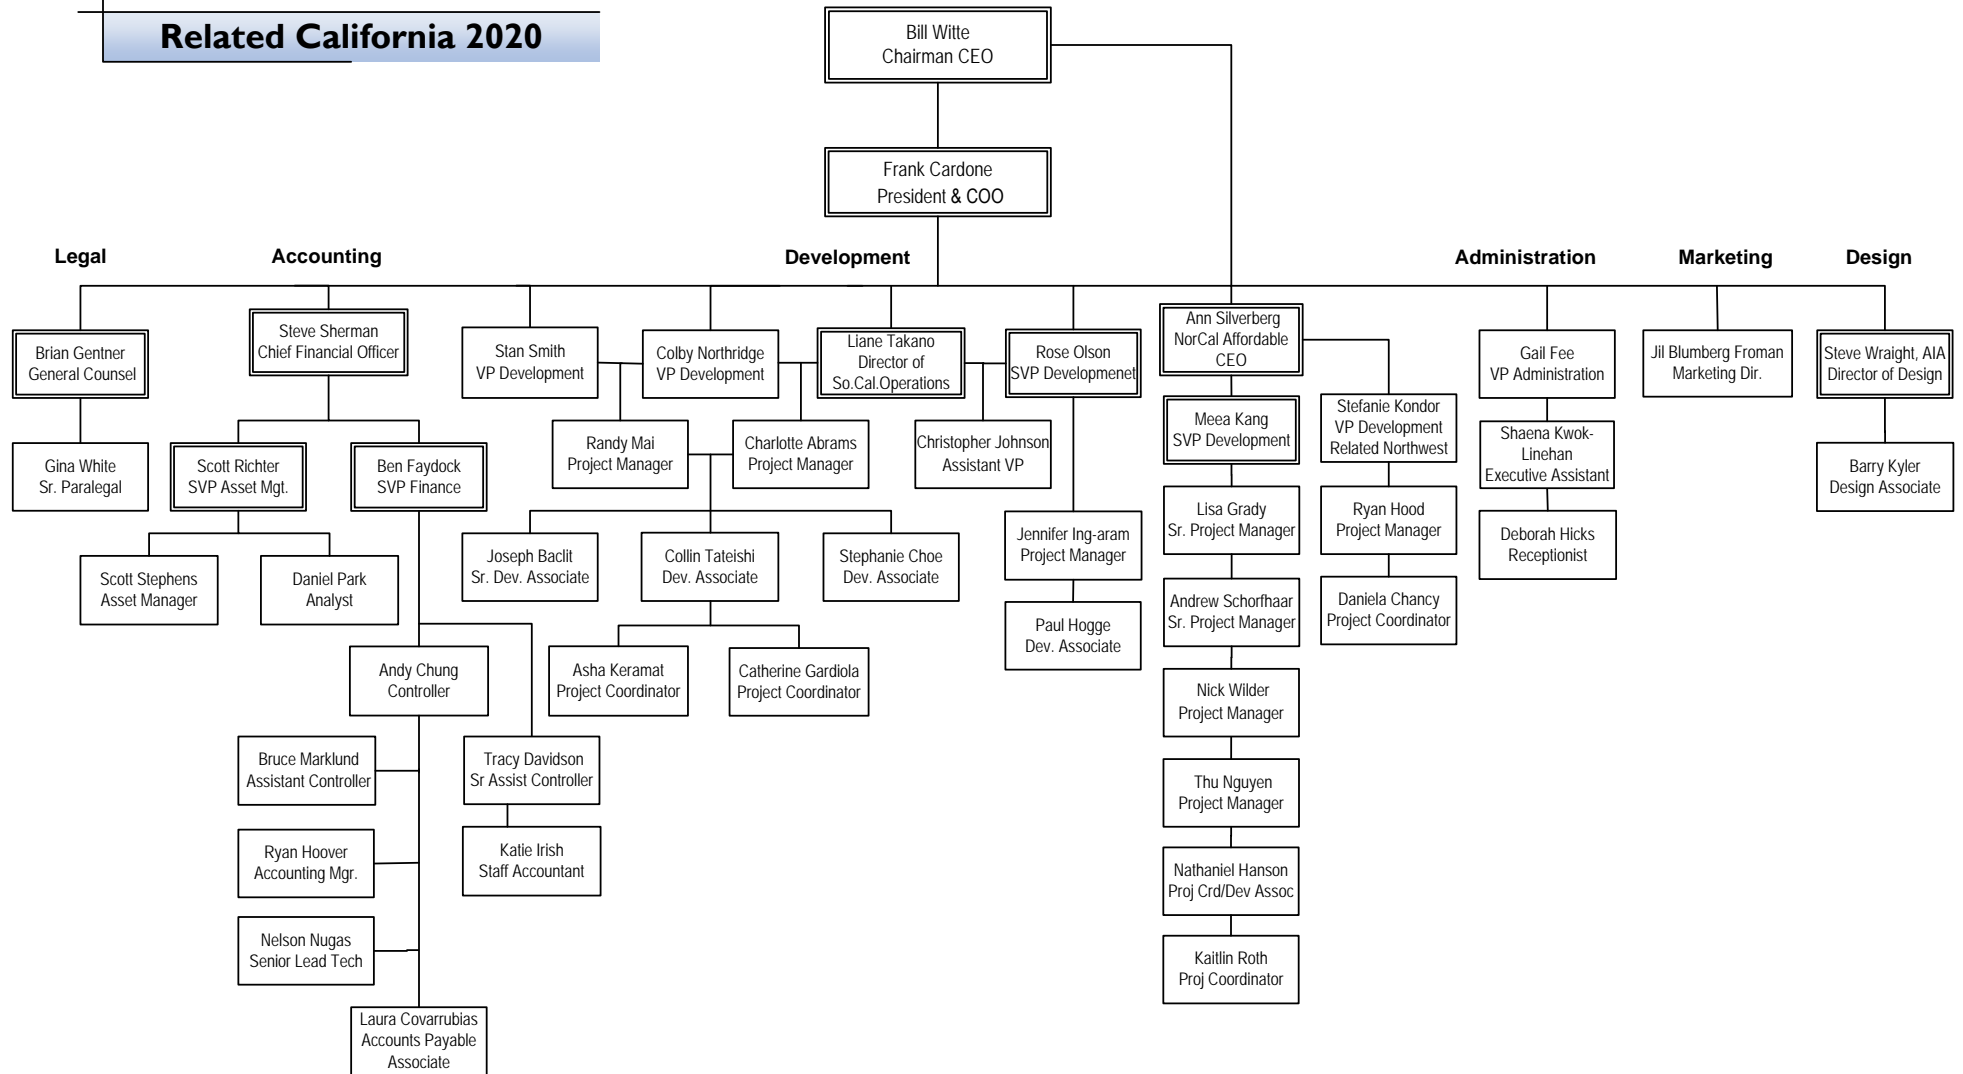 Related California 2020
Bill Witte
Chairman CEO
Frank Cardone
President & COO
Legal
Accounting
Development
Administration
Marketing
Design
Brian Gentner
General Counsel
Gina White
Sr. Paralegal
Steve Sherman
Chief Financial Officer
Scott Richter
SVP Asset Mgt.
Ben Faydock
SVP Finance
Scott Stephens
Asset Manager
Daniel Park
Analyst
Andy Chung
Controller
Bruce Marklund
Assistant Controller
Ryan Hoover
Accounting Mgr.
Nelson Nugas
Senior Lead Tech
Laura Covarrubias
Accounts Payable
Associate
Tracy Davidson
Sr Assist Controller
Katie Irish
Staff Accountant
Stan Smith
VP Development
Colby Northridge
VP Development
Liane Takano
Director of
So.Cal.Operations
Rose Olson
SVP Developmenet
Randy Mai
Project Manager
Charlotte Abrams
Project Manager
Christopher Johnson
Assistant VP
Joseph Baclit
Sr. Dev. Associate
Collin Tateishi
Dev. Associate
Stephanie Choe
Dev. Associate
Asha Keramat
Project Coordinator
Catherine Gardiola
Project Coordinator
Jennifer Ing-aram
Project Manager
Paul Hogge
Dev. Associate
Ann Silverberg
NorCal Affordable
CEO
Meea Kang
SVP Development
Lisa Grady
Sr. Project Manager
Andrew Schorfhaar
Sr. Project Manager
Nick Wilder
Project Manager
Thu Nguyen
Project Manager
Nathaniel Hanson
Proj Crd/Dev Assoc
Kaitlin Roth
Proj Coordinator
Stefanie Kondor
VP Development
Related Northwest
Ryan Hood
Project Manager
Daniela Chancy
Project Coordinator
Gail Fee
VP Administration
Shaena Kwok-
Linehan
Executive Assistant
Deborah Hicks
Receptionist
Jil Blumberg Froman
Marketing Dir.
Steve Wraight, AIA
Director of Design
Barry Kyler
Design Associate